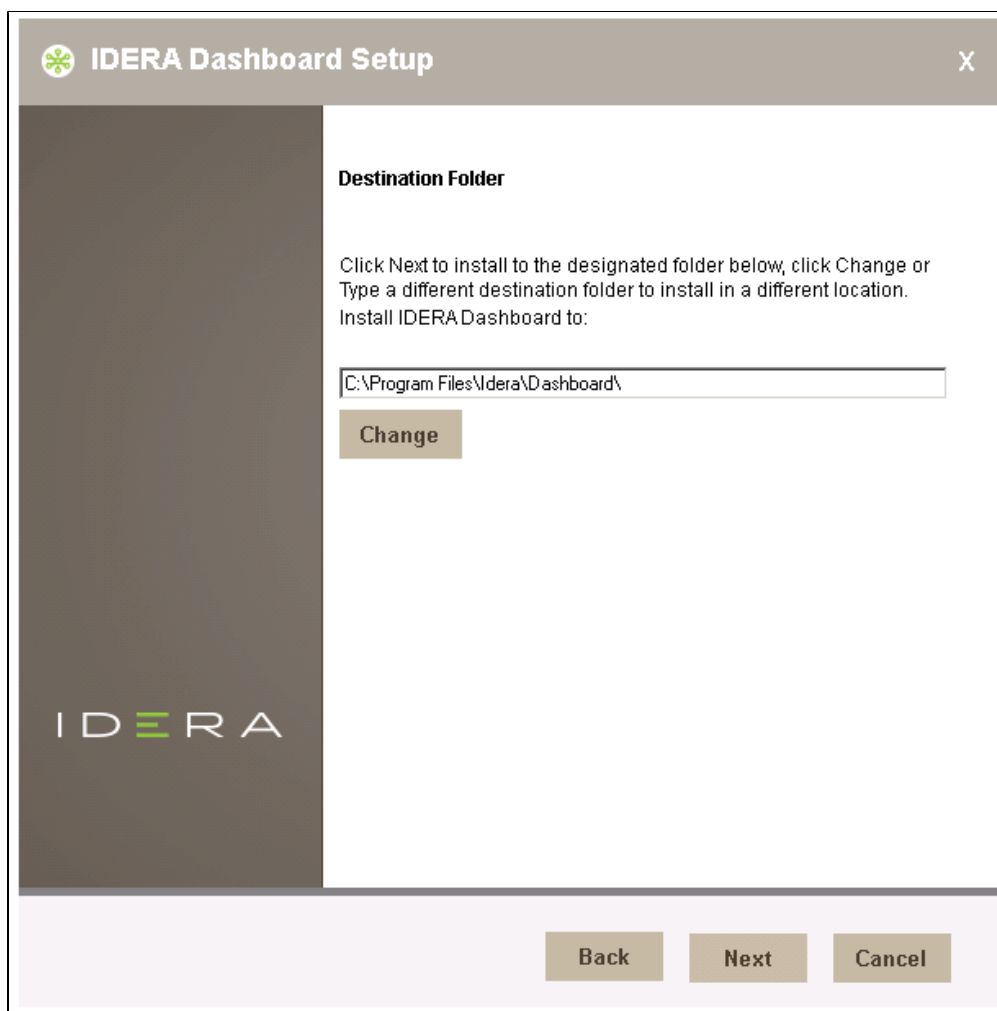 IDERA Dashboard Setup
X
Destination Folder
Click Next to install to the designated folder below, click Change or
Type a different destination folder to install in a different location.
Install IDERA Dashboard to:
C:\Program Files\Idera\Dashboard\
Change
IDERA
Back
Next
Cancel